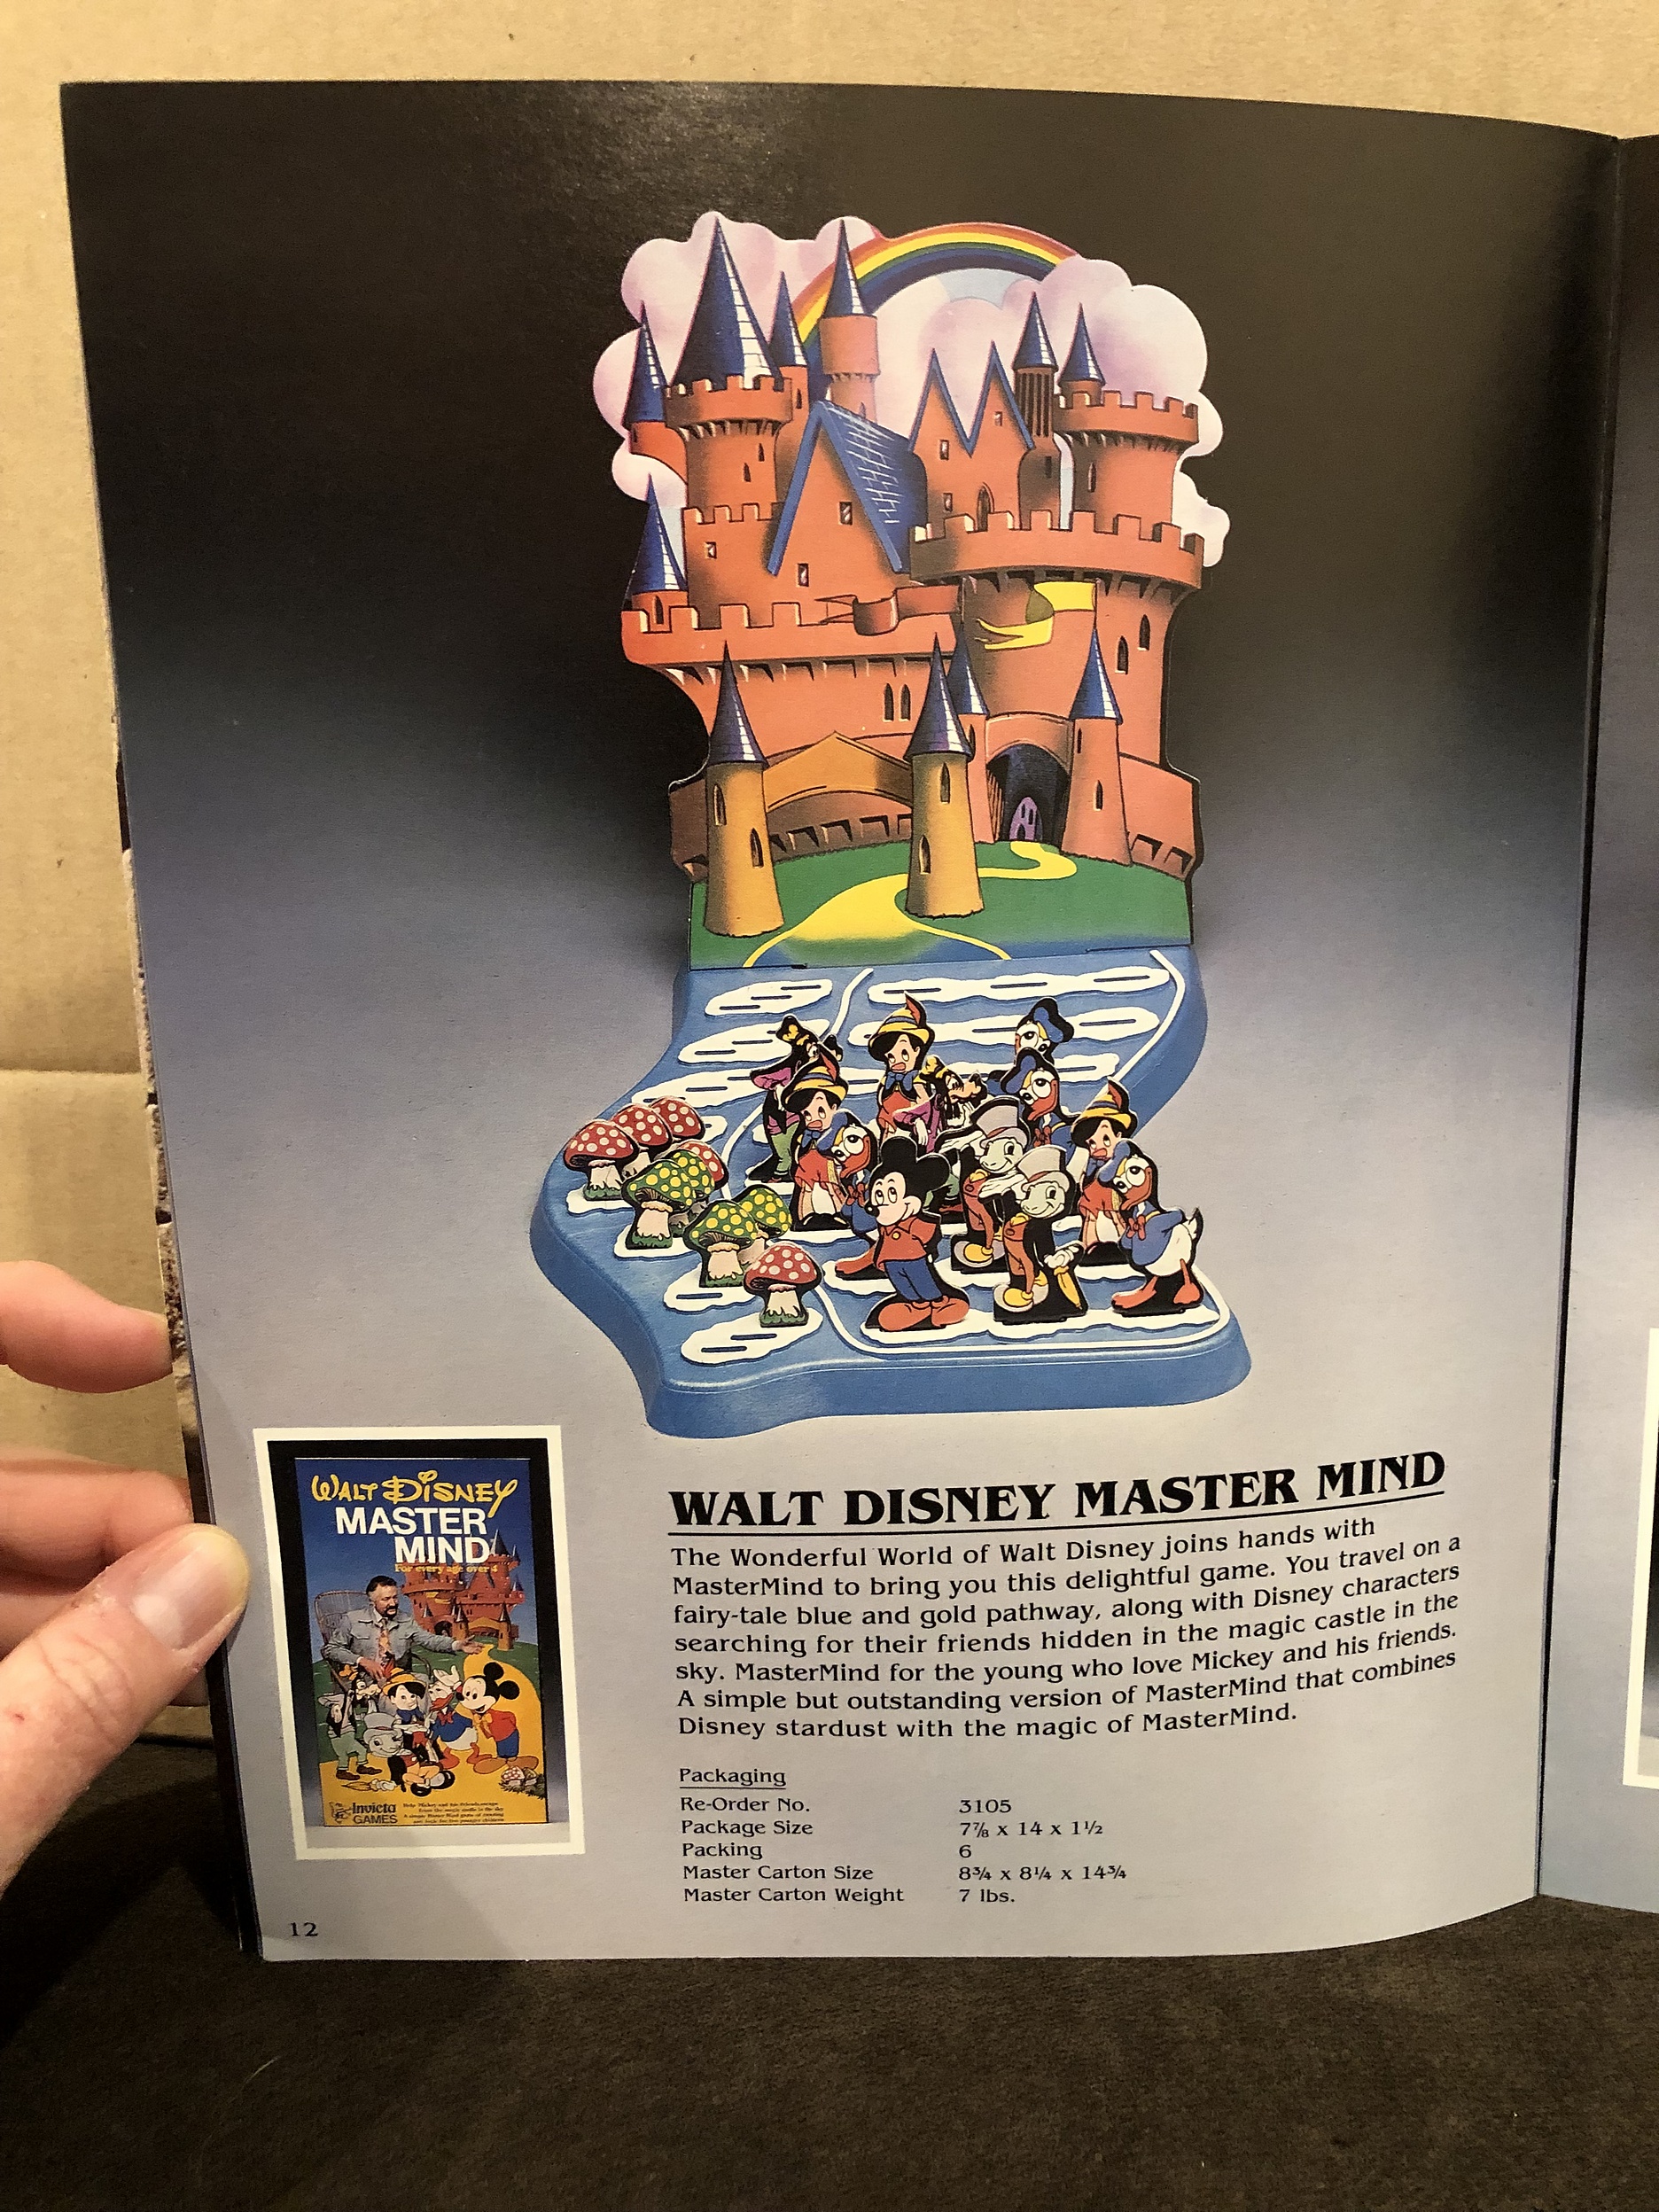 WALT DISNEY
MASTER
MIND
For every age over 4
Invicta
GAMES
WALT DISNEY MASTER MIND
The Wonderful World of Walt Disney joins hands with
MasterMind to bring you this delightful game. You travel on a
fairy-tale blue and gold pathway, along with Disney characters
searching for their friends hidden in the magic castle in the
sky. MasterMind for the young who love Mickey and his friends.
A simple but outstanding version of MasterMind that combines
Disney stardust with the magic of MasterMind.
Packaging
Re-Order No. 3105
Package Size 7⅞ x 14 x 1½
Packing 6
Master Carton Size 8¾ x 8¼ x 14¾
Master Carton Weight 7 lbs.
12